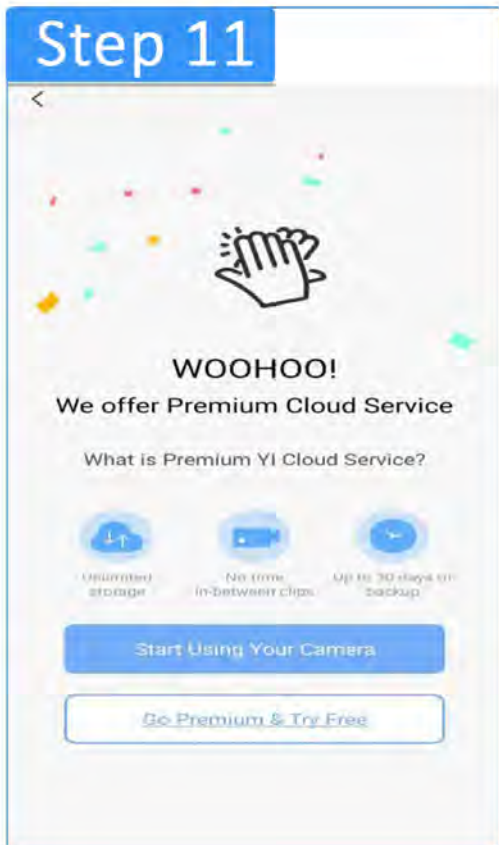 Step 11
<
WOOHOO!
We offer Premium Cloud Service
What is Premium YI Cloud Service?
Unlimited No time Up to 30 days of
storage in-between clips backup
Start Using Your Camera
Go Premium & Try Free